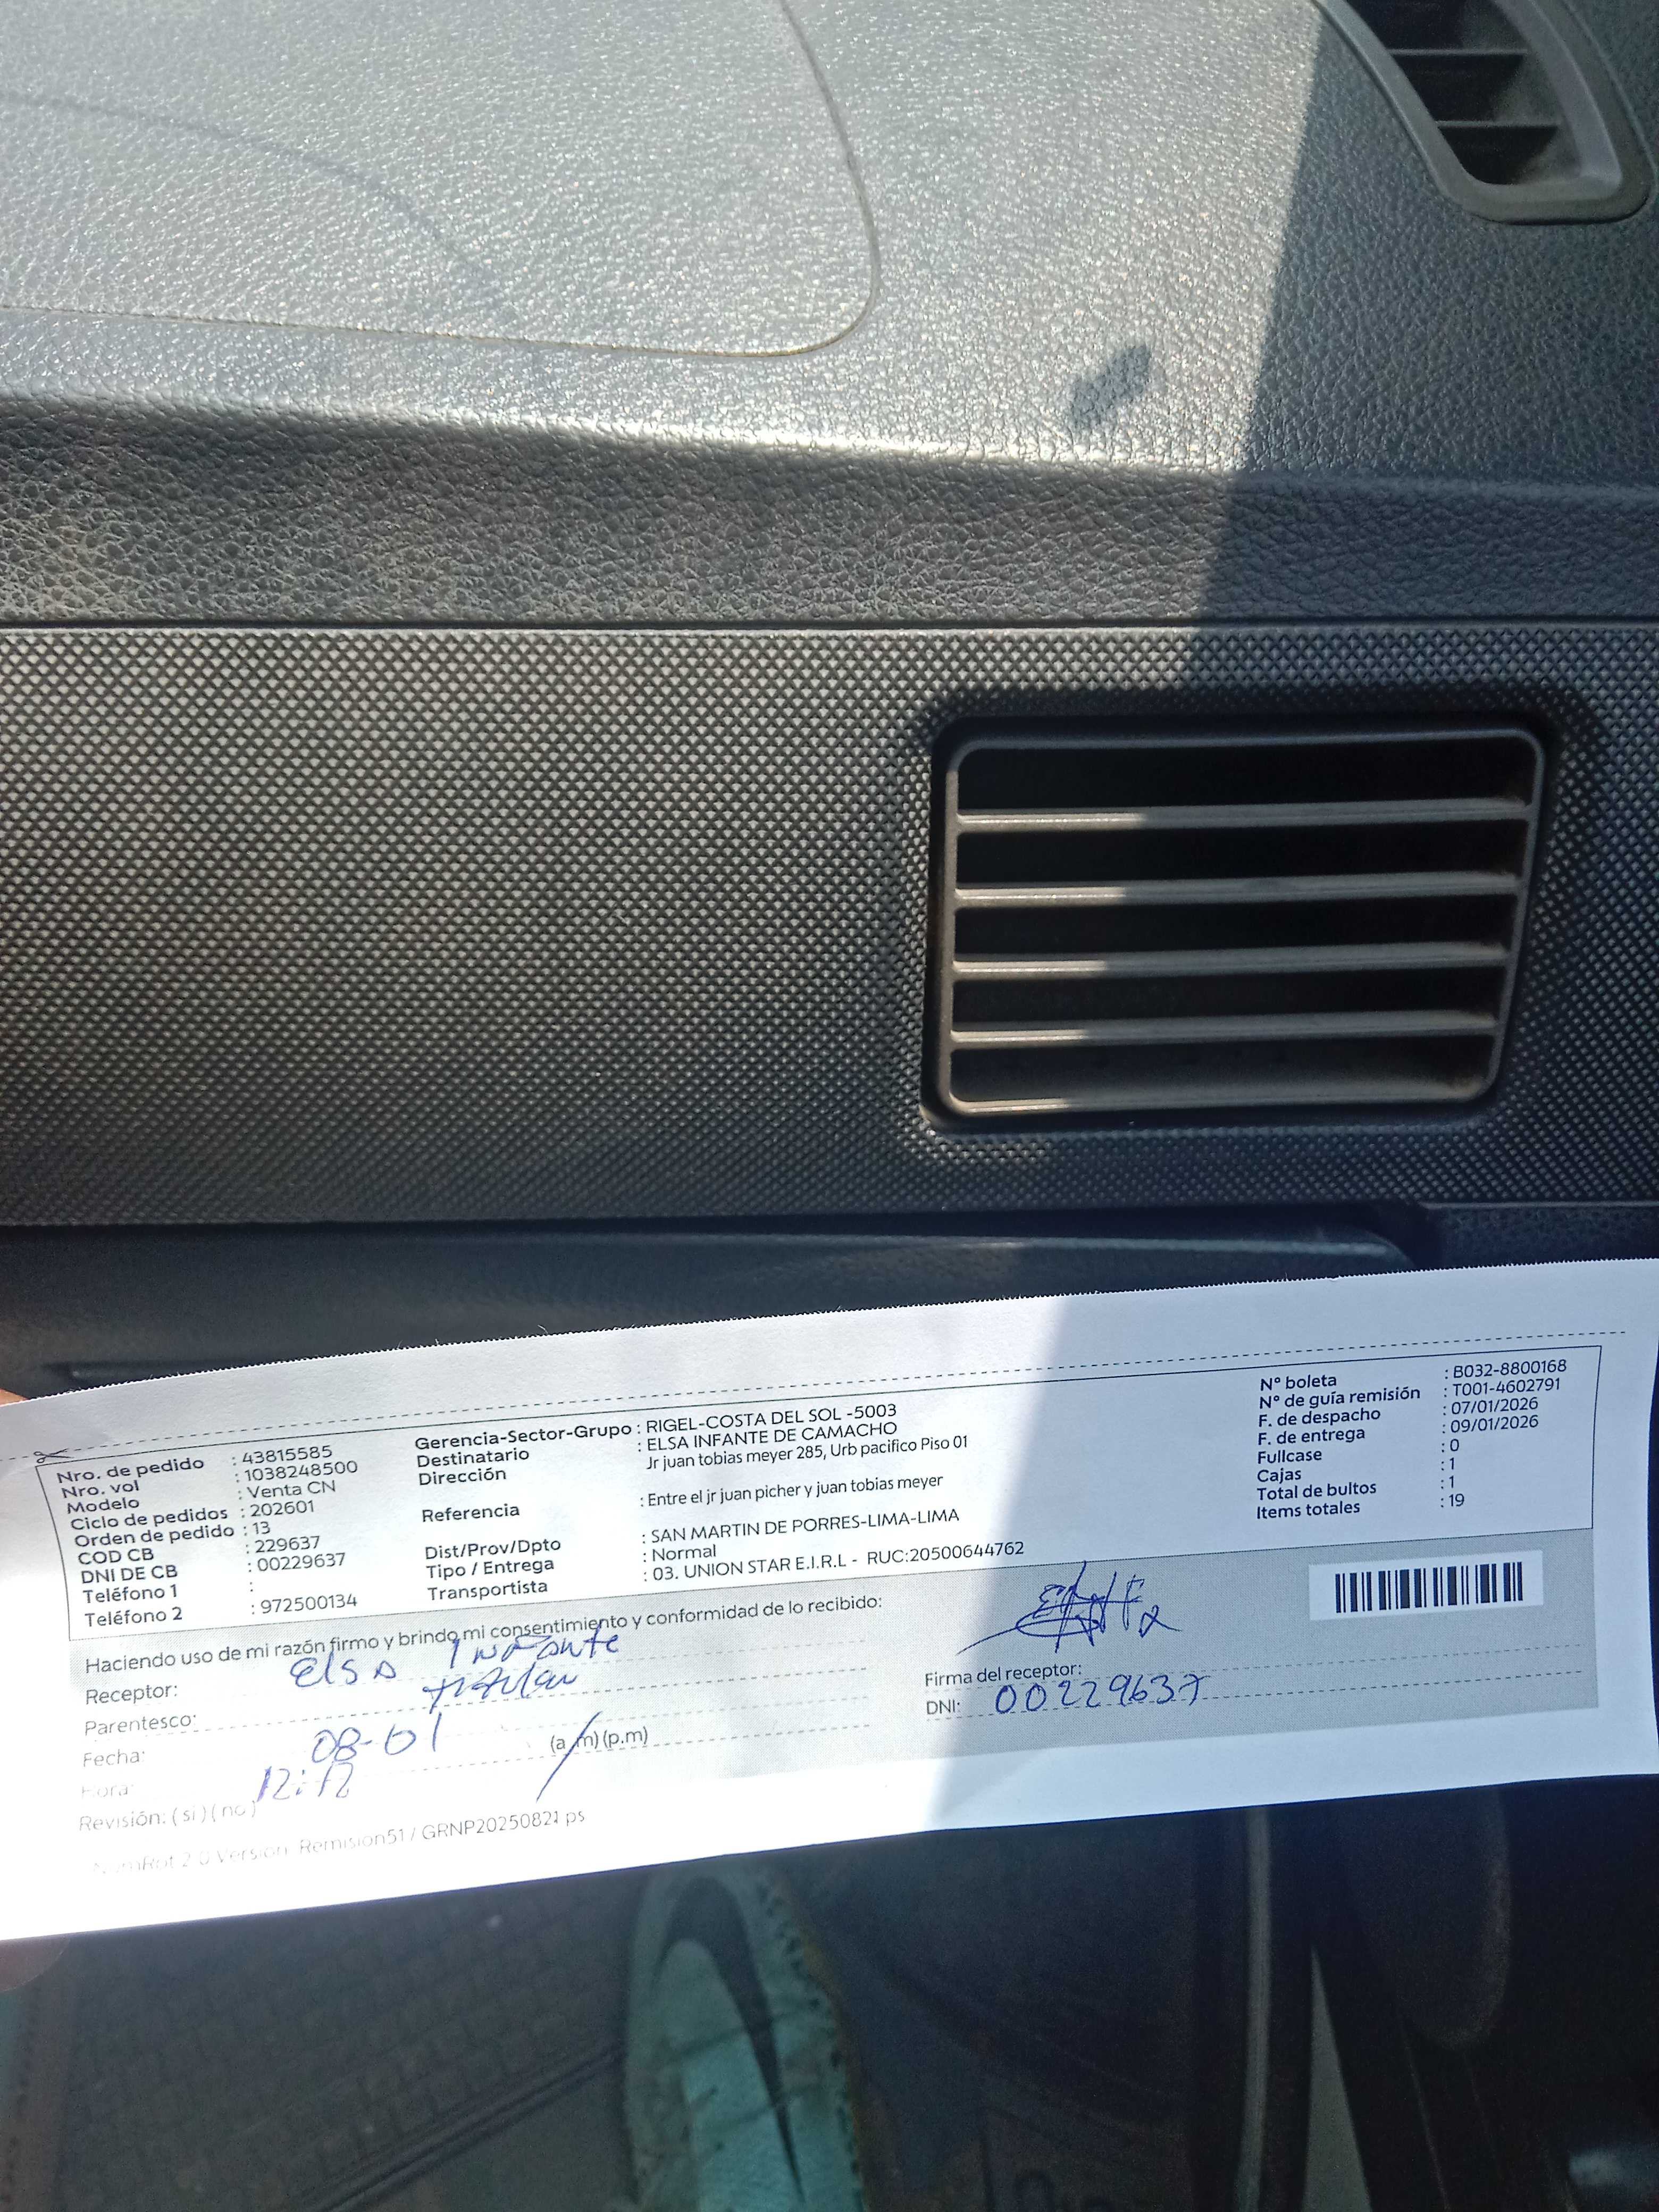 Nro. de pedido : 43815585
Nro. vol : 1038248500
Modelo : Venta CN
Ciclo de pedidos : 202601
Orden de pedido : 13
COD CB : 229637
DNI DE CB : 00229637
Teléfono 1 :
Teléfono 2 : 972500134
Gerencia-Sector-Grupo : RIGEL-COSTA DEL SOL -5003
Destinatario : ELSA INFANTE DE CAMACHO
Dirección Jr juan tobias meyer 285, Urb pacifico Piso 01
Referencia : Entre el jr juan picher y juan tobias meyer
Dist/Prov/Dpto : SAN MARTIN DE PORRES-LIMA-LIMA
Tipo / Entrega : Normal
Transportista : 03. UNION STAR E.I.R.L - RUC:20500644762
Nº boleta : B032-8800168
Nº de guía remisión : T001-4602791
F. de despacho : 07/01/2026
F. de entrega : 09/01/2026
Fullcase : 0
Cajas : 1
Total de bultos : 1
Items totales : 19
Haciendo uso de mi razón firmo y brindo mi consentimiento y conformidad de lo recibido:
Receptor: Elsa Infante
Parentesco: titular
Fecha: 08-01
Hora: 12:12 (a.m) (p.m)
Revisión: ( si ) ( no )
Firma del receptor:
DNI: 00229637
Version: Remision51 / GRNP20250821 ps